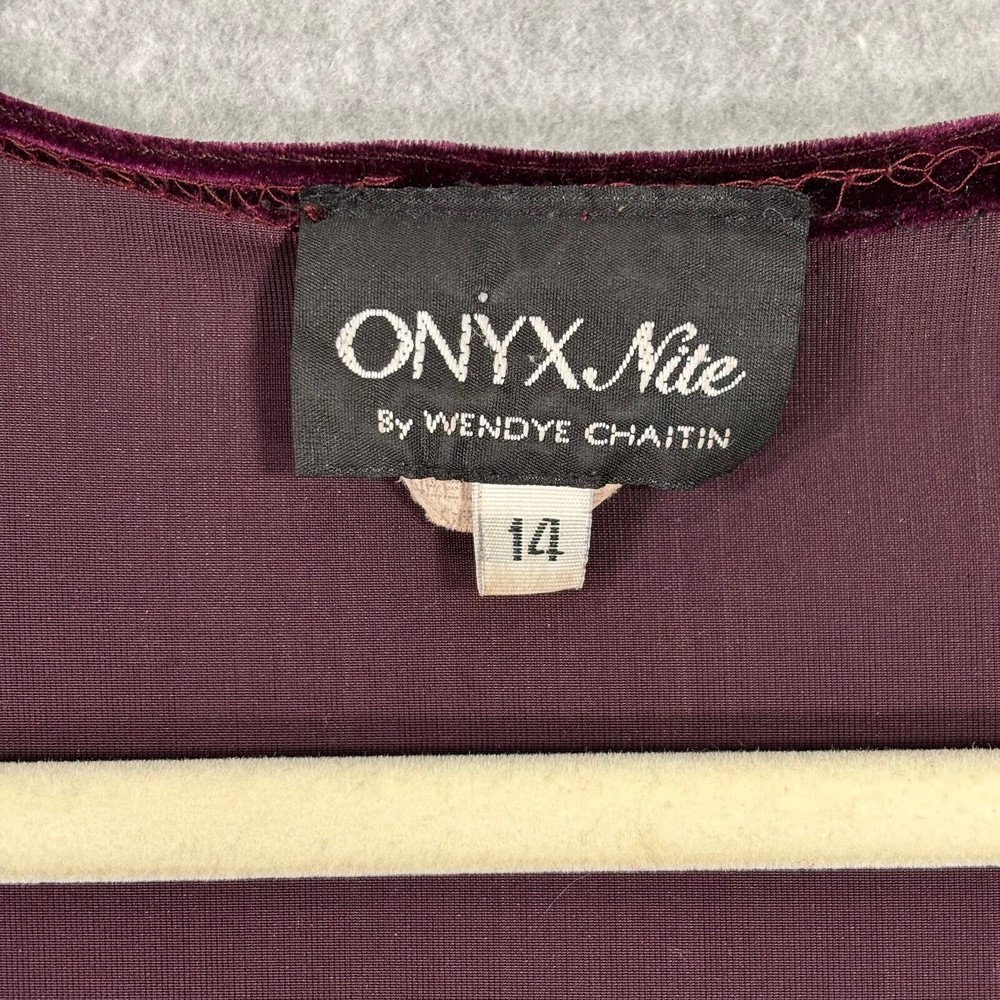 ONYX Nite
By WENDYE CHAITIN
14